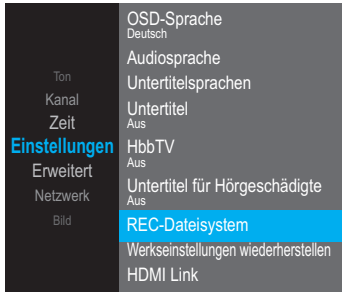 Ton
Kanal
Zeit
Einstellungen
Erweitert
Netzwerk
Bild
OSD-Sprache
Deutsch
Audiosprache
Untertitelsprachen
Untertitel
Aus
HbbTV
Aus
Untertitel für Hörgeschädigte
Aus
REC-Dateisystem
Werkseinstellungen wiederherstellen
HDMI Link